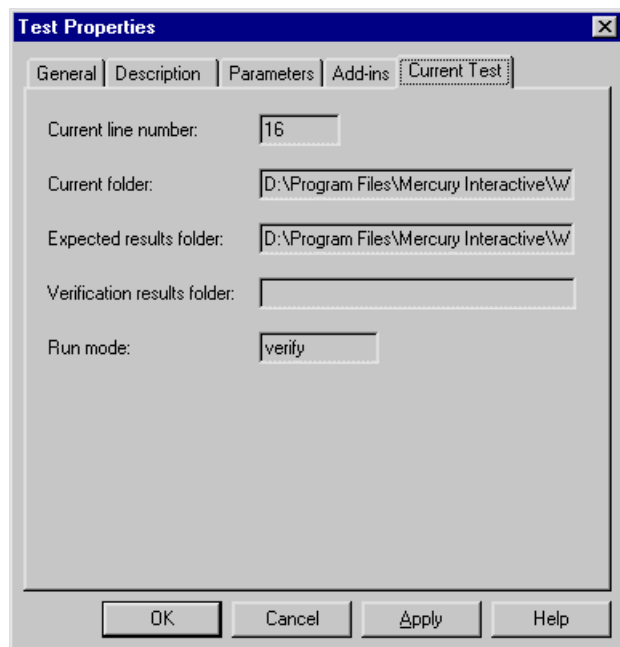 Test Properties
General Description Parameters Add-ins Current Test
Current line number: 16
Current folder: D:\Program Files\Mercury Interactive\W
Expected results folder: D:\Program Files\Mercury Interactive\W
Verification results folder:
Run mode: verify
OK Cancel Apply Help